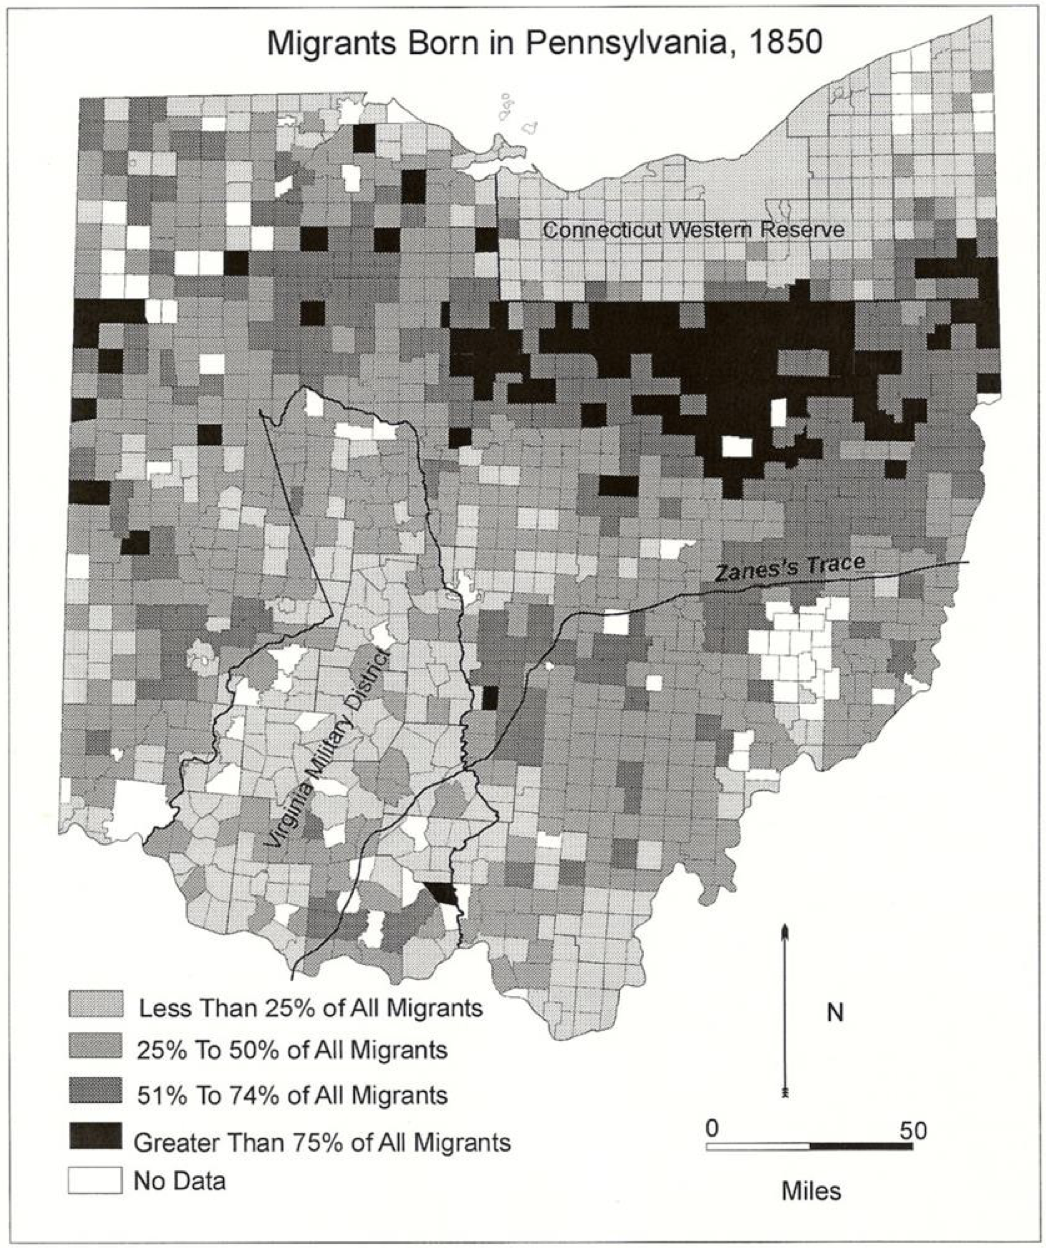 Migrants Born in Pennsylvania, 1850
Connecticut Western Reserve
Zanes's Trace
Virginia Military District
Less Than 25% of All Migrants
25% To 50% of All Migrants
51% To 74% of All Migrants
Greater Than 75% of All Migrants
No Data
N
0 50
Miles